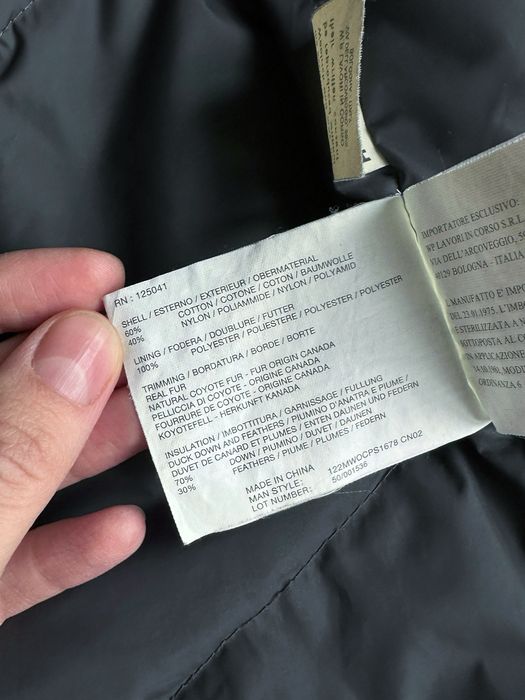 RN : 125041
SHELL / ESTERNO / EXTERIEUR / OBERMATERIAL
60% COTTON / COTONE / COTON / BAUMWOLLE
40% NYLON / POLIAMMIDE / NYLON / POLYAMID
LINING / FODERA / DOUBLURE / FUTTER
100% POLYESTER / POLIESTERE / POLYESTER / POLYESTER
TRIMMING / BORDATURA / BORDE / BORTE
REAL FUR
NATURAL COYOTE FUR - FUR ORIGIN CANADA
PELLICCIA DI COYOTE - ORIGINE CANADA
FOURRURE DE COYOTE - ORIGINE CANADA
KOYOTEFELL - HERKUNFT KANADA
INSULATION / IMBOTTITURA / GARNISSAGE / FULLUNG
DUCK DOWN AND FEATHERS / PIUMINO D'ANATRA E PIUME /
DUVET DE CANARD ET PLUMES / ENTEN DAUNEN UND FEDERN
70% DOWN / PIUMINO / DUVET / DAUNEN
30% FEATHERS / PIUME / PLUMES / FEDERN
MADE IN CHINA
MAN STYLE: 122MWOCPS1678 CN02
LOT NUMBER: 50/001536
IMPORTATORE ESCLUSIVO:
WP LAVORI IN CORSO S.R.L.
VIA DELL'ARCOVEGGIO, 5
40129 BOLOGNA - ITALIA
MANUFATTO E' IMPO
DEL 23.01.1975.
STERILIZZATA A
SOTTOPOSTA AL C
APPLICAZIONE
14.09.1981, MODI
ORDINANZA 6